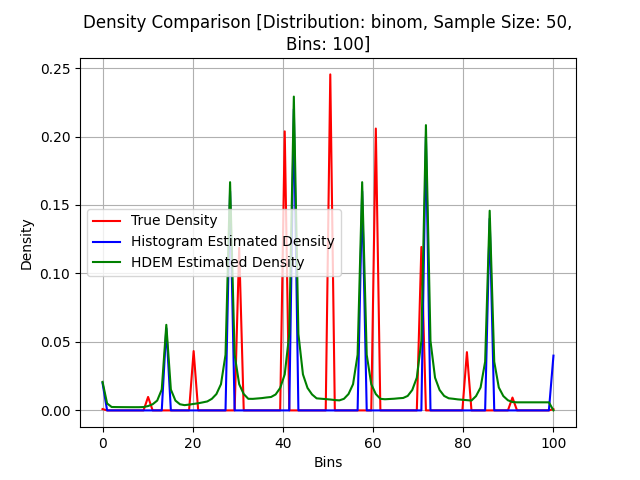 Density Comparison [Distribution: binom, Sample Size: 50,
Bins: 100]
0.25
0.20
0.15
0.10
0.05
0.00
Density
True Density
Histogram Estimated Density
HDEM Estimated Density
0 20 40 60 80 100
Bins